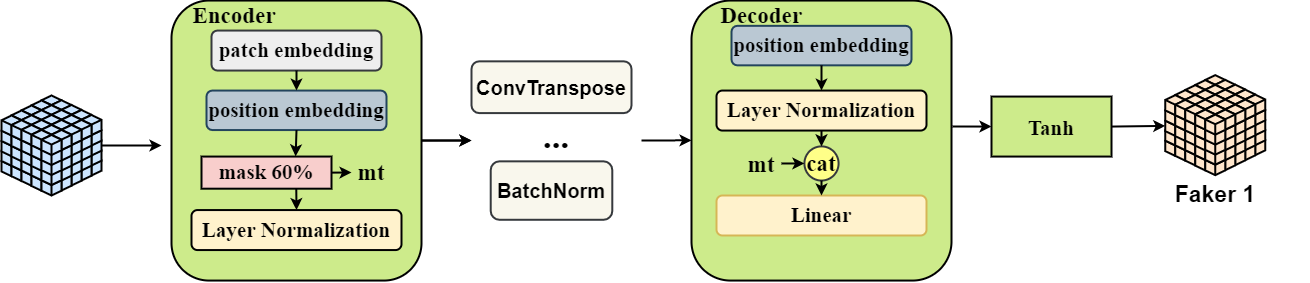 Encoder
patch embedding
position embedding
mask 60%
mt
Layer Normalization
ConvTranspose
...
BatchNorm
Decoder
position embedding
Layer Normalization
mt
cat
Linear
Tanh
Faker 1